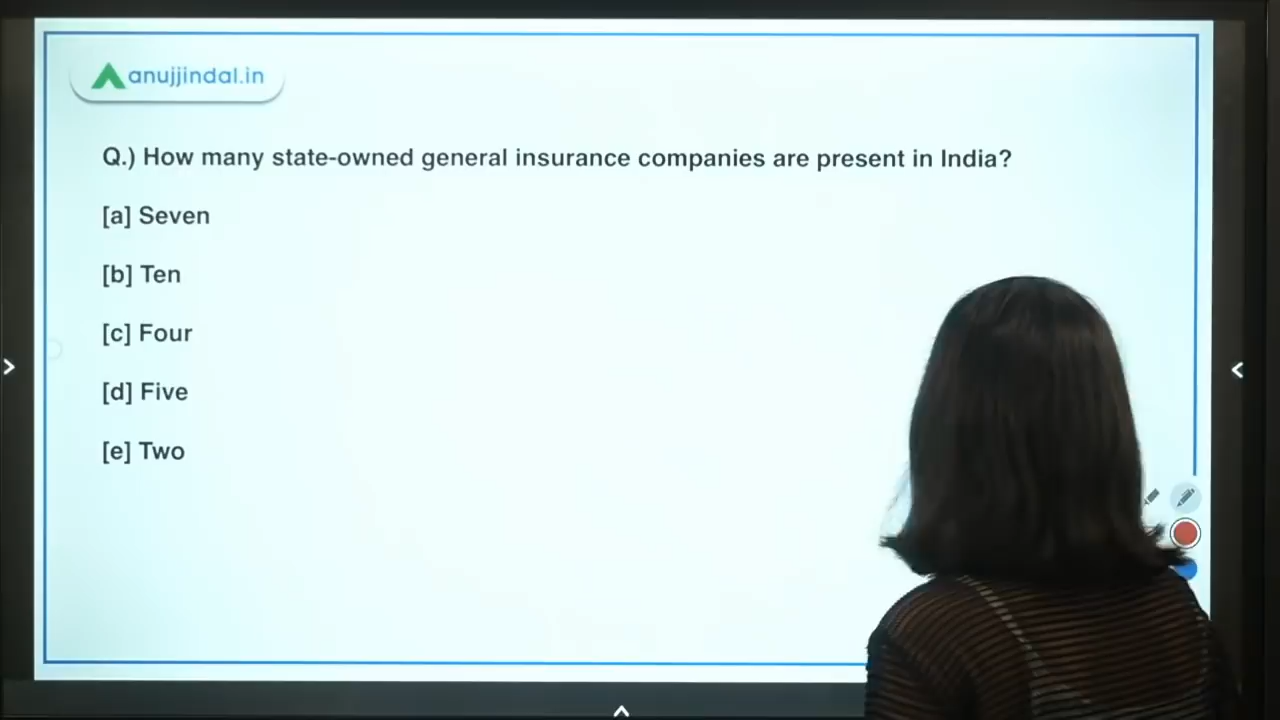 anujjindal.in
Q.) How many state-owned general insurance companies are present in India?
[a] Seven
[b] Ten
[c] Four
[d] Five
[e] Two